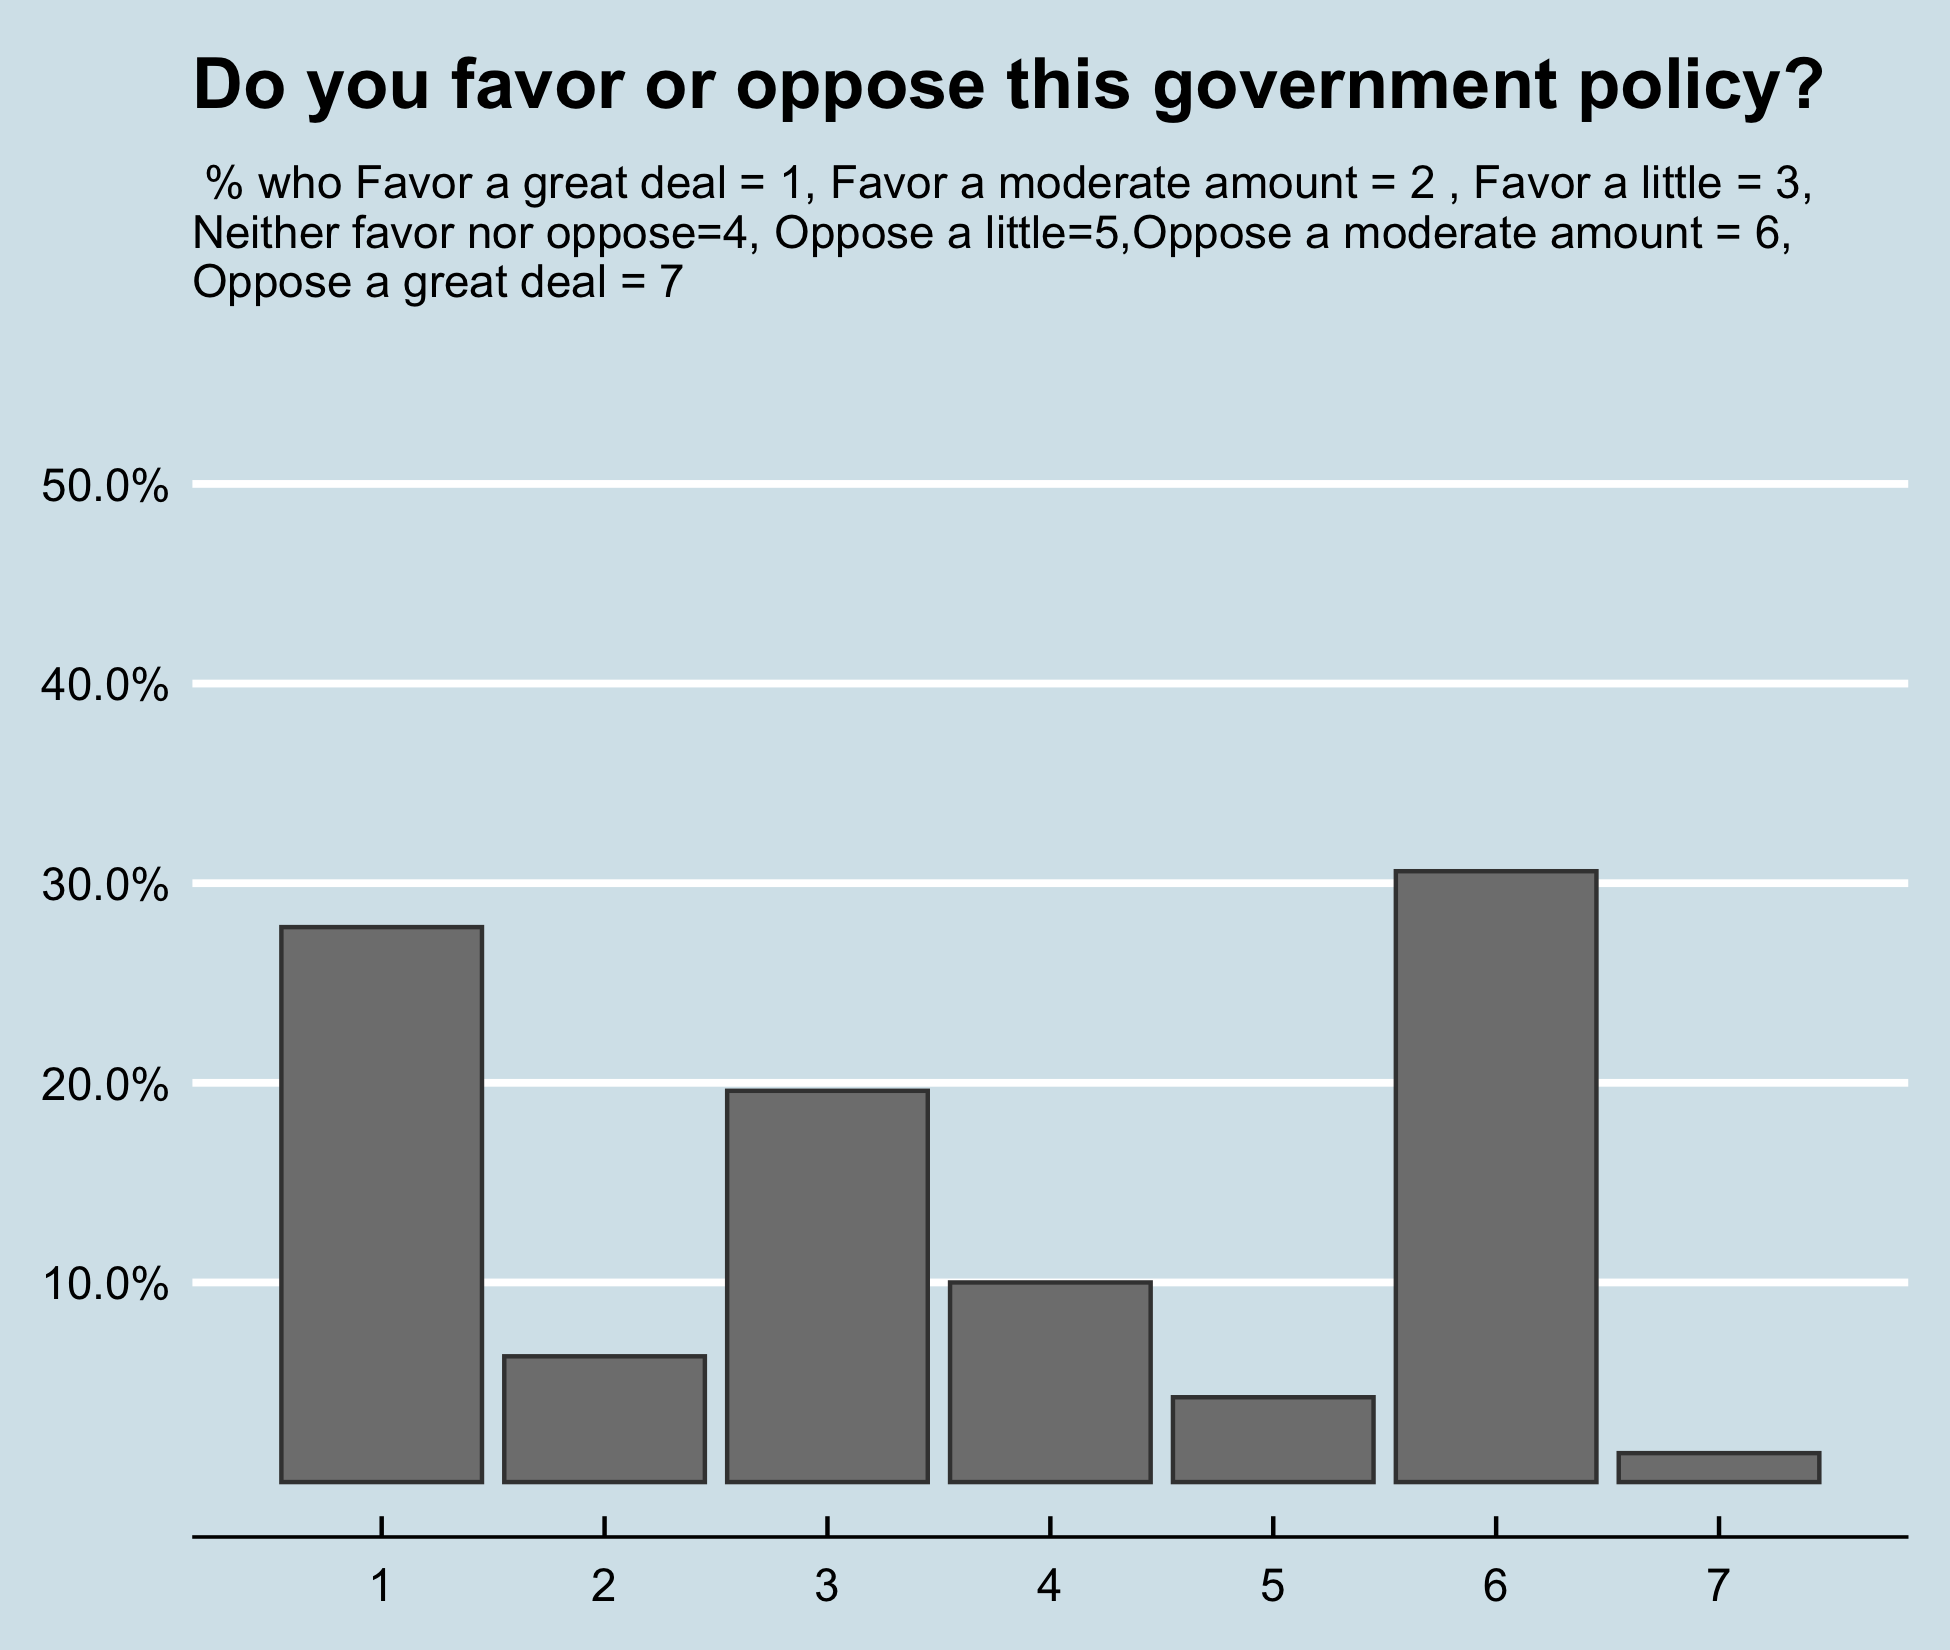 Do you favor or oppose this government policy?
% who Favor a great deal = 1, Favor a moderate amount = 2 , Favor a little = 3,
Neither favor nor oppose=4, Oppose a little=5,Oppose a moderate amount = 6,
Oppose a great deal = 7
50.0%
40.0%
30.0%
20.0%
10.0%
1 2 3 4 5 6 7